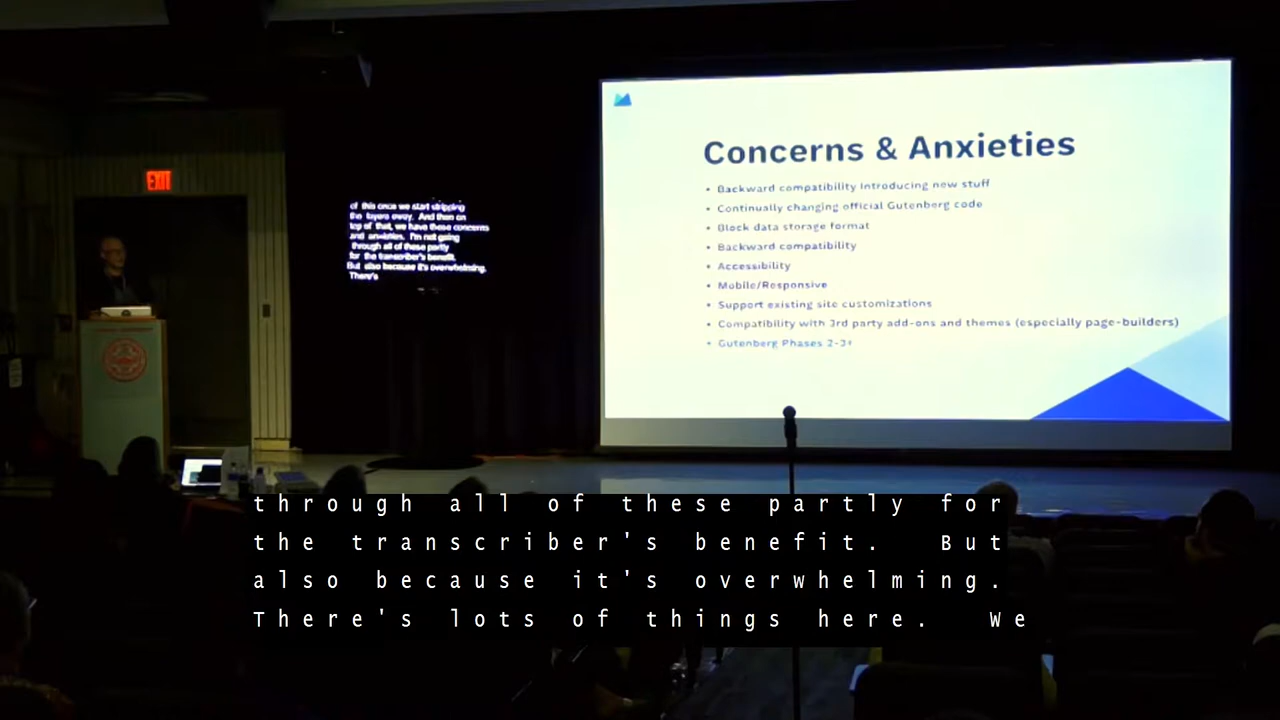 EXIT
of this once we start stripping
the layers away. And then on
top of that, we have these concerns
and anxieties. I'm not going
through all of these partly
for the transcriber's benefit.
But also because it's overwhelming.
There's
Concerns & Anxieties
• Backward compatibility introducing new stuff
• Continually changing official Gutenberg code
• Block data storage format
• Backward compatibility
• Accessibility
• Mobile/Responsive
• Support existing site customizations
• Compatibility with 3rd party add-ons and themes (especially page-builders)
• Gutenberg Phases 2-3+
through all of these partly for
the transcriber's benefit. But
also because it's overwhelming.
There's lots of things here. We